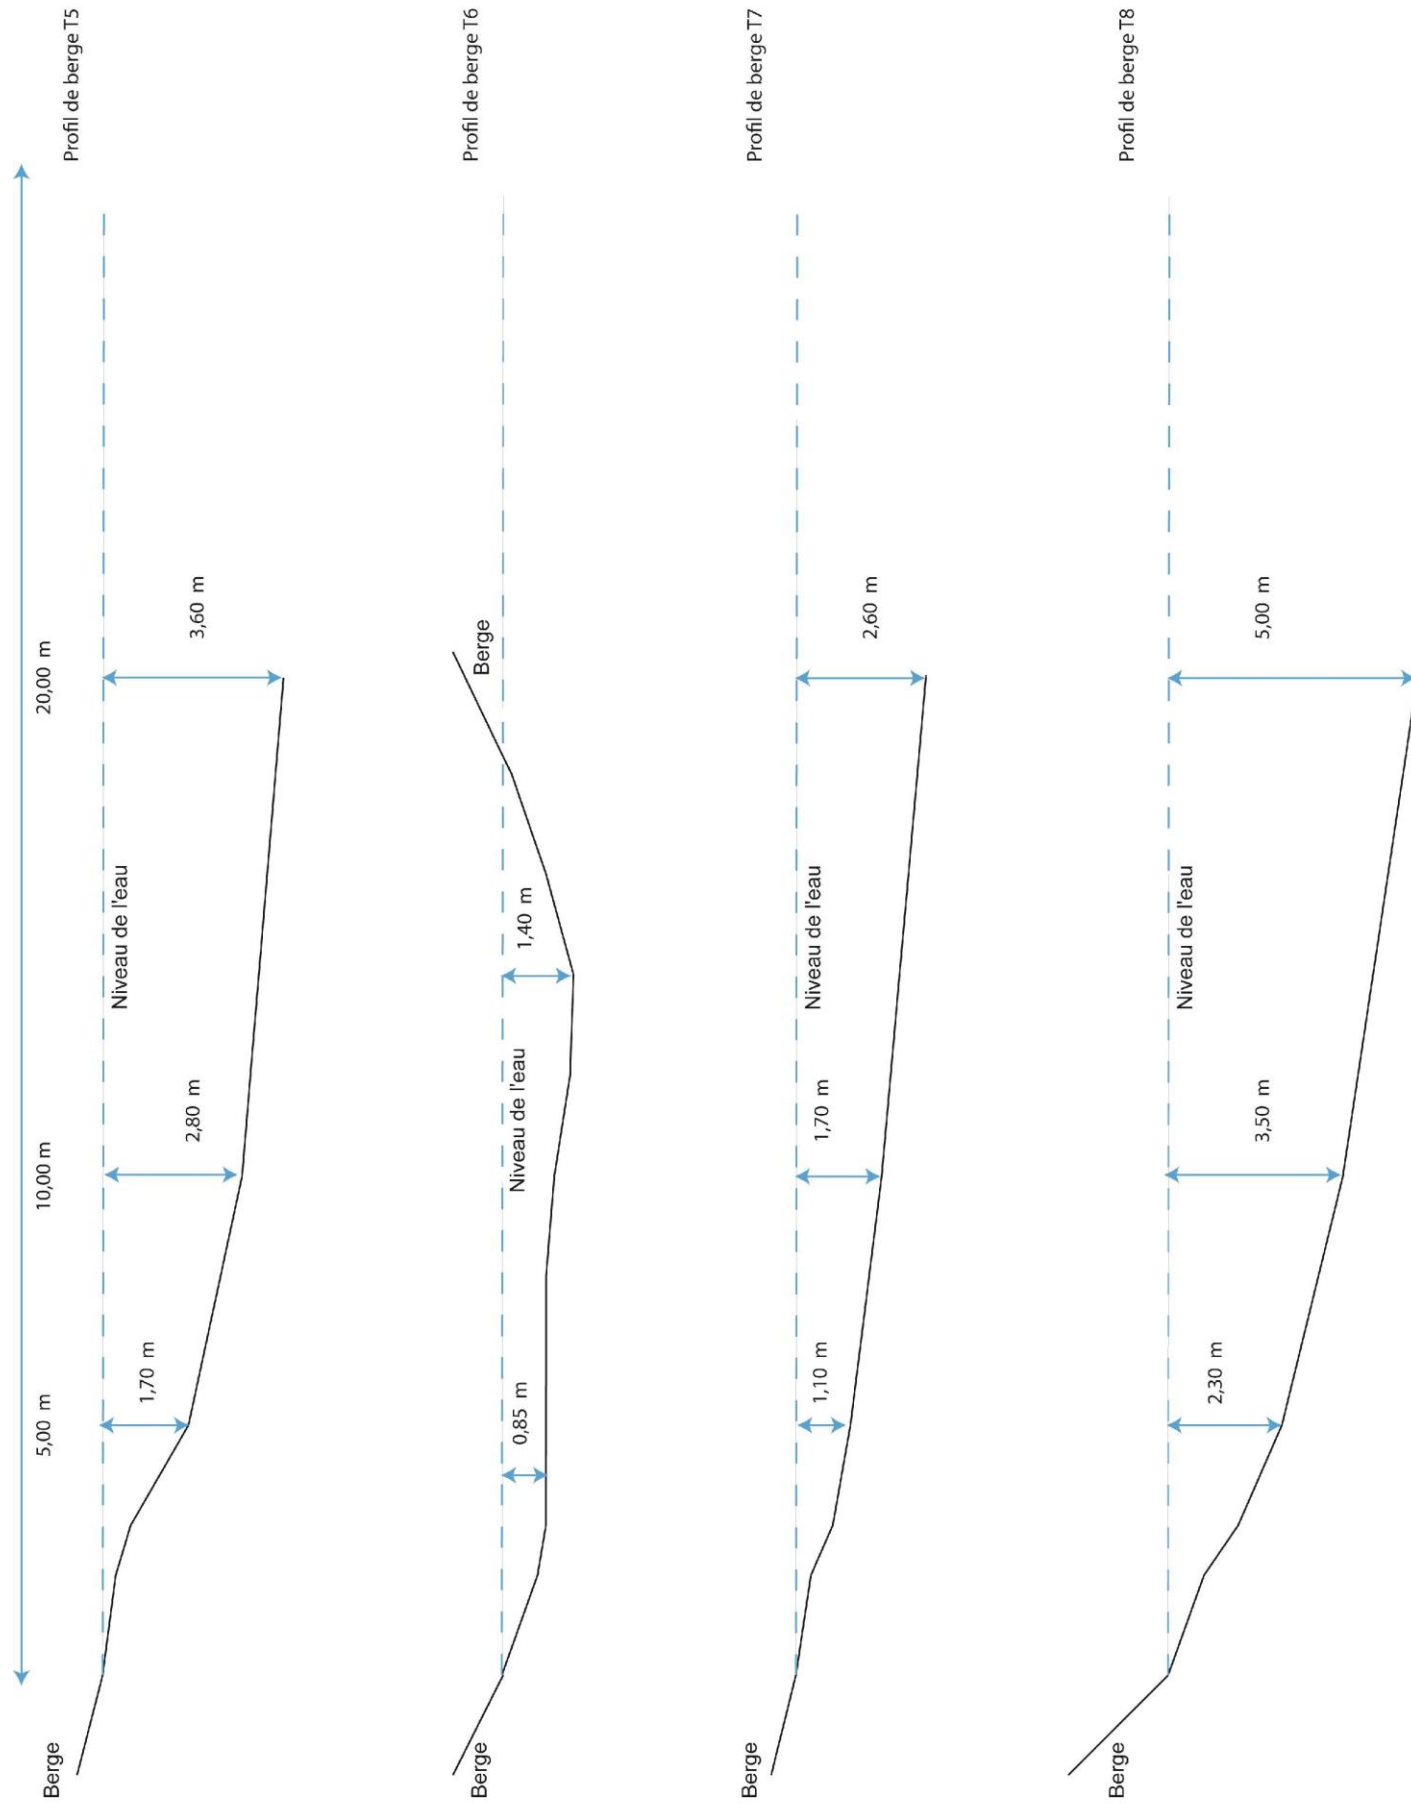 5,00 m
10,00 m
20,00 m
Profil de berge T5
Berge
Niveau de l'eau
1,70 m
2,80 m
3,60 m
Profil de berge T6
Berge
Berge
Niveau de l'eau
0,85 m
1,40 m
Profil de berge T7
Berge
Niveau de l'eau
1,10 m
1,70 m
2,60 m
Profil de berge T8
Berge
Niveau de l'eau
2,30 m
3,50 m
5,00 m